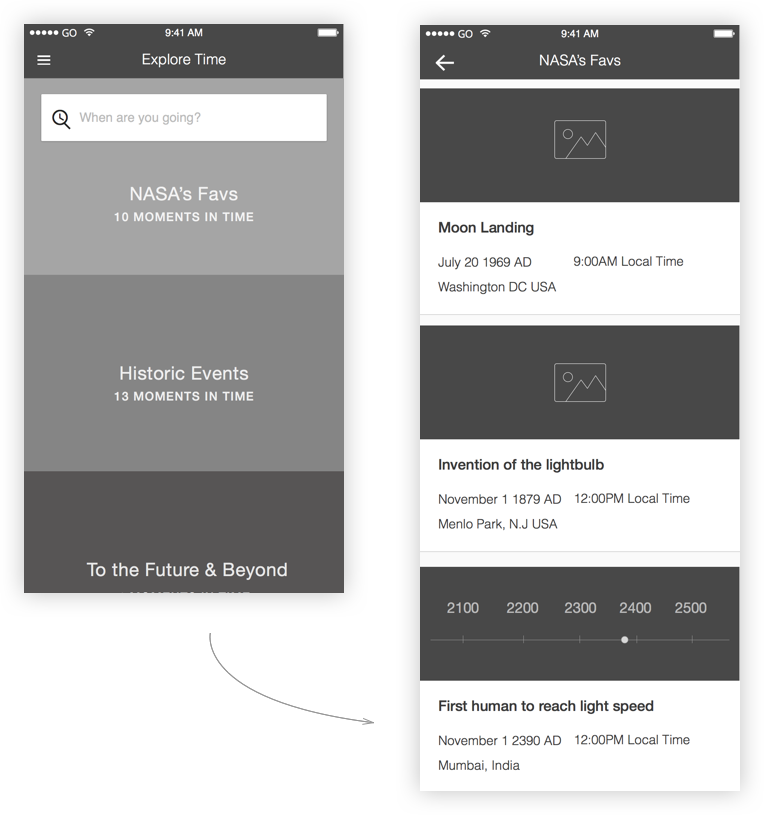 GO 9:41 AM
Explore Time
When are you going?
NASA's Favs
10 MOMENTS IN TIME
Historic Events
13 MOMENTS IN TIME
To the Future & Beyond
MOMENTS IN TIME
GO 9:41 AM
NASA's Favs
Moon Landing
July 20 1969 AD 9:00AM Local Time
Washington DC USA
Invention of the lightbulb
November 1 1879 AD 12:00PM Local Time
Menlo Park, N.J USA
2100 2200 2300 2400 2500
First human to reach light speed
November 1 2390 AD 12:00PM Local Time
Mumbai, India